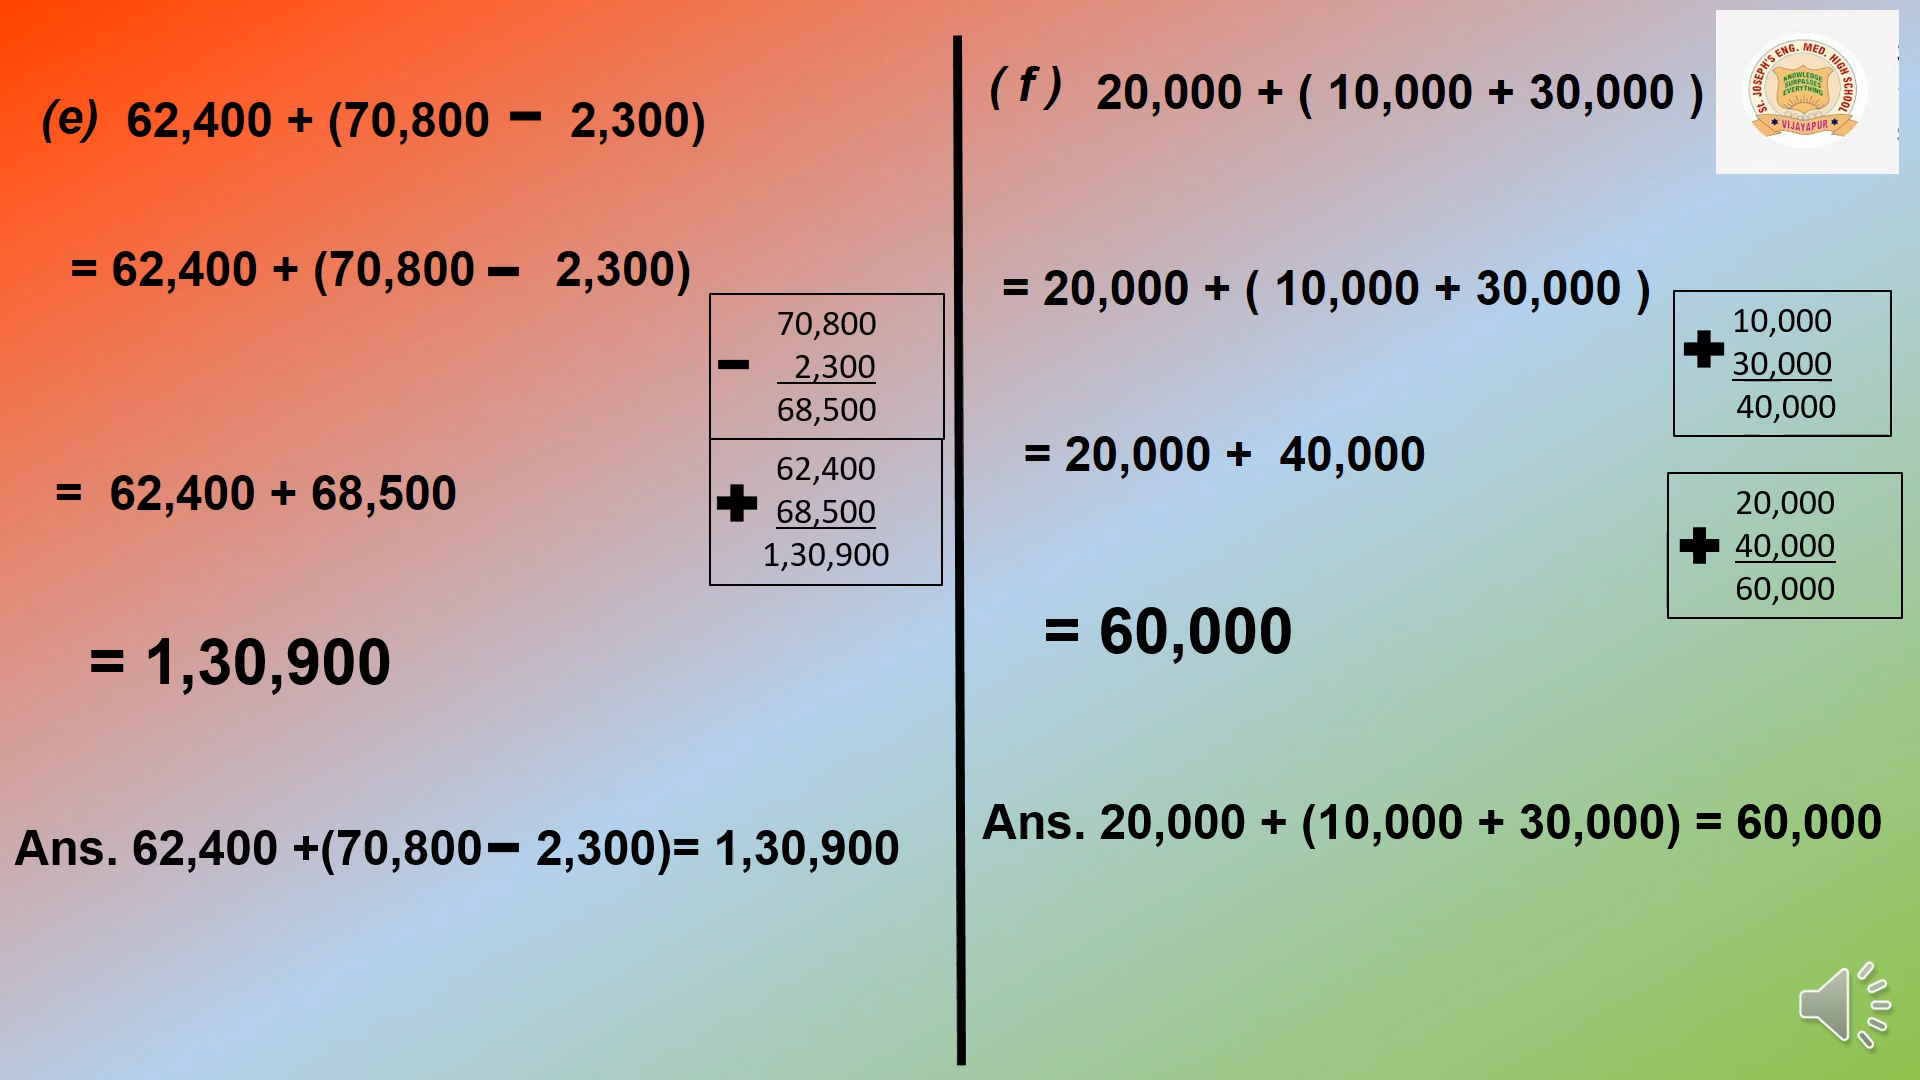 (e) 62,400 + (70,800 − 2,300)
= 62,400 + (70,800 − 2,300)
70,800
− 2,300
68,500
= 62,400 + 68,500
62,400
+ 68,500
1,30,900
= 1,30,900
Ans. 62,400 +(70,800− 2,300)= 1,30,900
( f ) 20,000 + ( 10,000 + 30,000 )
= 20,000 + ( 10,000 + 30,000 )
10,000
+ 30,000
40,000
= 20,000 + 40,000
20,000
+ 40,000
60,000
= 60,000
Ans. 20,000 + (10,000 + 30,000) = 60,000
St. JOSEPH'S ENG. MED. HIGH SCHOOL
KNOWLEDGE
SURPASSES
EVERYTHING
VIJAYAPUR